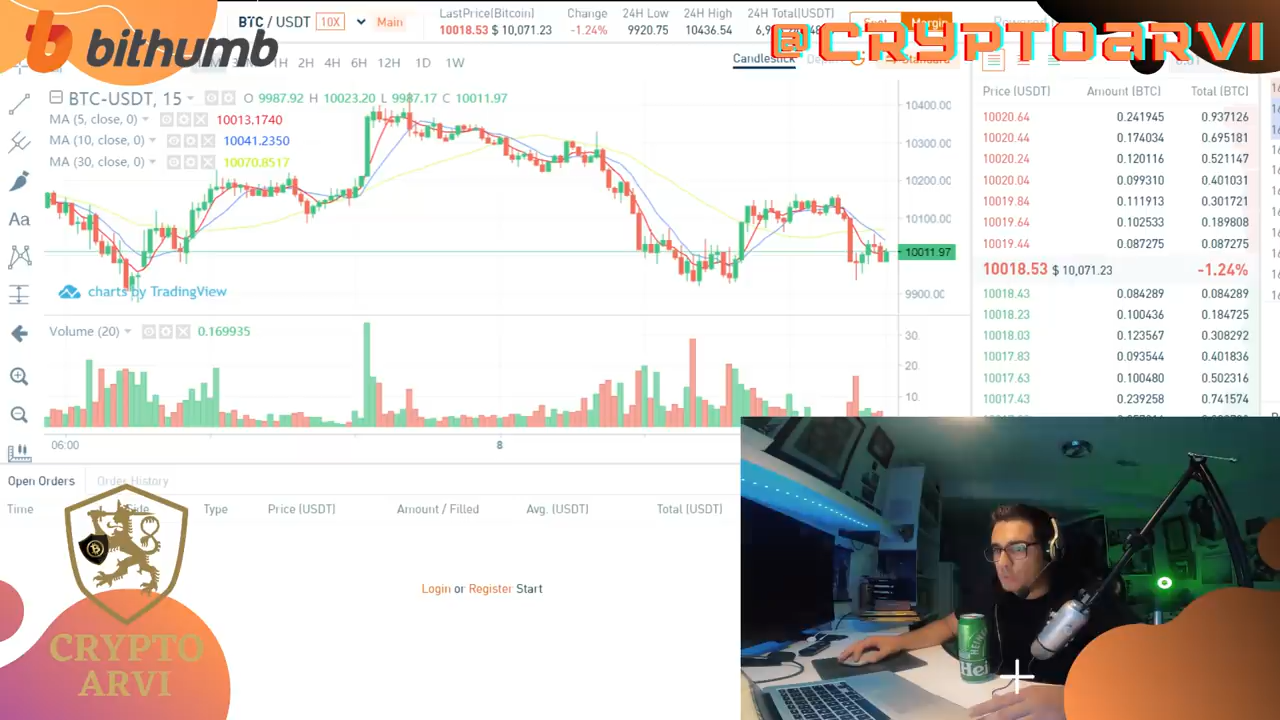 bithumb
BTC / USDT 10X Main
LastPrice(Bitcoin) Change 24H Low 24H High 24H Total(USDT)
10018.53 $ 10,071.23 -1.24% 9920.75 10436.54
Margin
@CRYPTOARVI
1H 2H 4H 6H 12H 1D 1W
Candlestick
Standard
BTC-USDT, 15 O 9987.92 H 10023.20 L 9987.17 C 10011.97
MA (5, close, 0) 10013.1740
MA (10, close, 0) 10041.2350
MA (30, close, 0) 10070.8517
10400.00
10300.00
10200.00
10100.00
10011.97
9900.00
charts by TradingView
Volume (20) 0.169935
30.
20.
10.
06:00 8
Aa
Price (USDT) Amount (BTC) Total (BTC)
10020.64 0.241945 0.937126
10020.44 0.174034 0.695181
10020.24 0.120116 0.521147
10020.04 0.099310 0.401031
10019.84 0.111913 0.301721
10019.64 0.102533 0.189808
10019.44 0.087275 0.087275
10018.53 $ 10,071.23 -1.24%
10018.43 0.084289 0.084289
10018.23 0.100436 0.184725
10018.03 0.123567 0.308292
10017.83 0.093544 0.401836
10017.63 0.100480 0.502316
10017.43 0.239258 0.741574
Open Orders Order History
Time Side Type Price (USDT) Amount / Filled Avg. (USDT) Total (USDT)
Login or Register Start
CRYPTO
ARVI
Hei